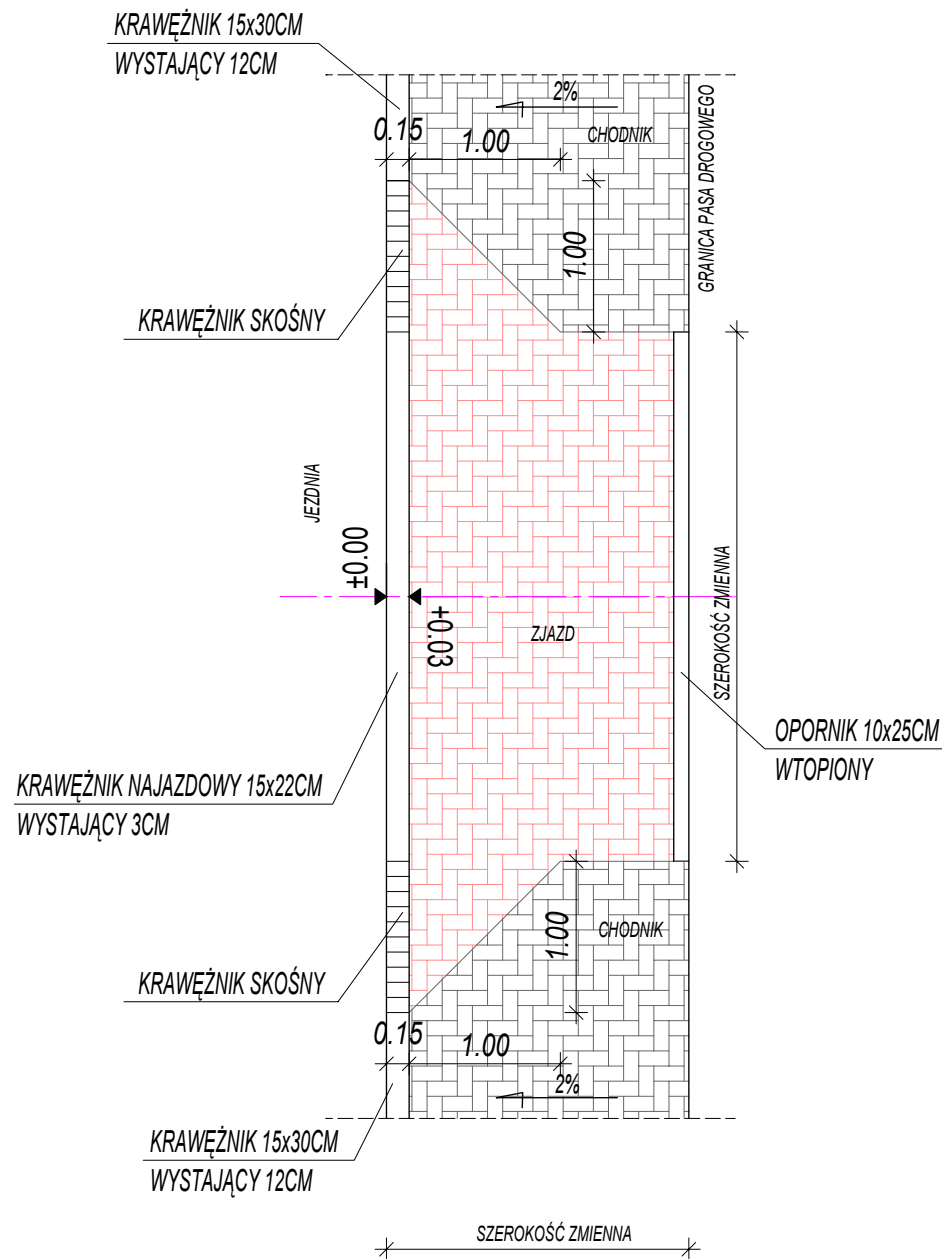 KRAWĘŻNIK 15x30CM
WYSTAJĄCY 12CM
2%
0.15
1.00
CHODNIK
GRANICA PASA DROGOWEGO
1.00
KRAWĘŻNIK SKOŚNY
JEZDNIA
±0.00
+0.03
ZJAZD
SZEROKOŚĆ ZMIENNA
OPORNIK 10x25CM
WTOPIONY
KRAWĘŻNIK NAJAZDOWY 15x22CM
WYSTAJĄCY 3CM
1.00
CHODNIK
KRAWĘŻNIK SKOŚNY
0.15
1.00
2%
KRAWĘŻNIK 15x30CM
WYSTAJĄCY 12CM
SZEROKOŚĆ ZMIENNA